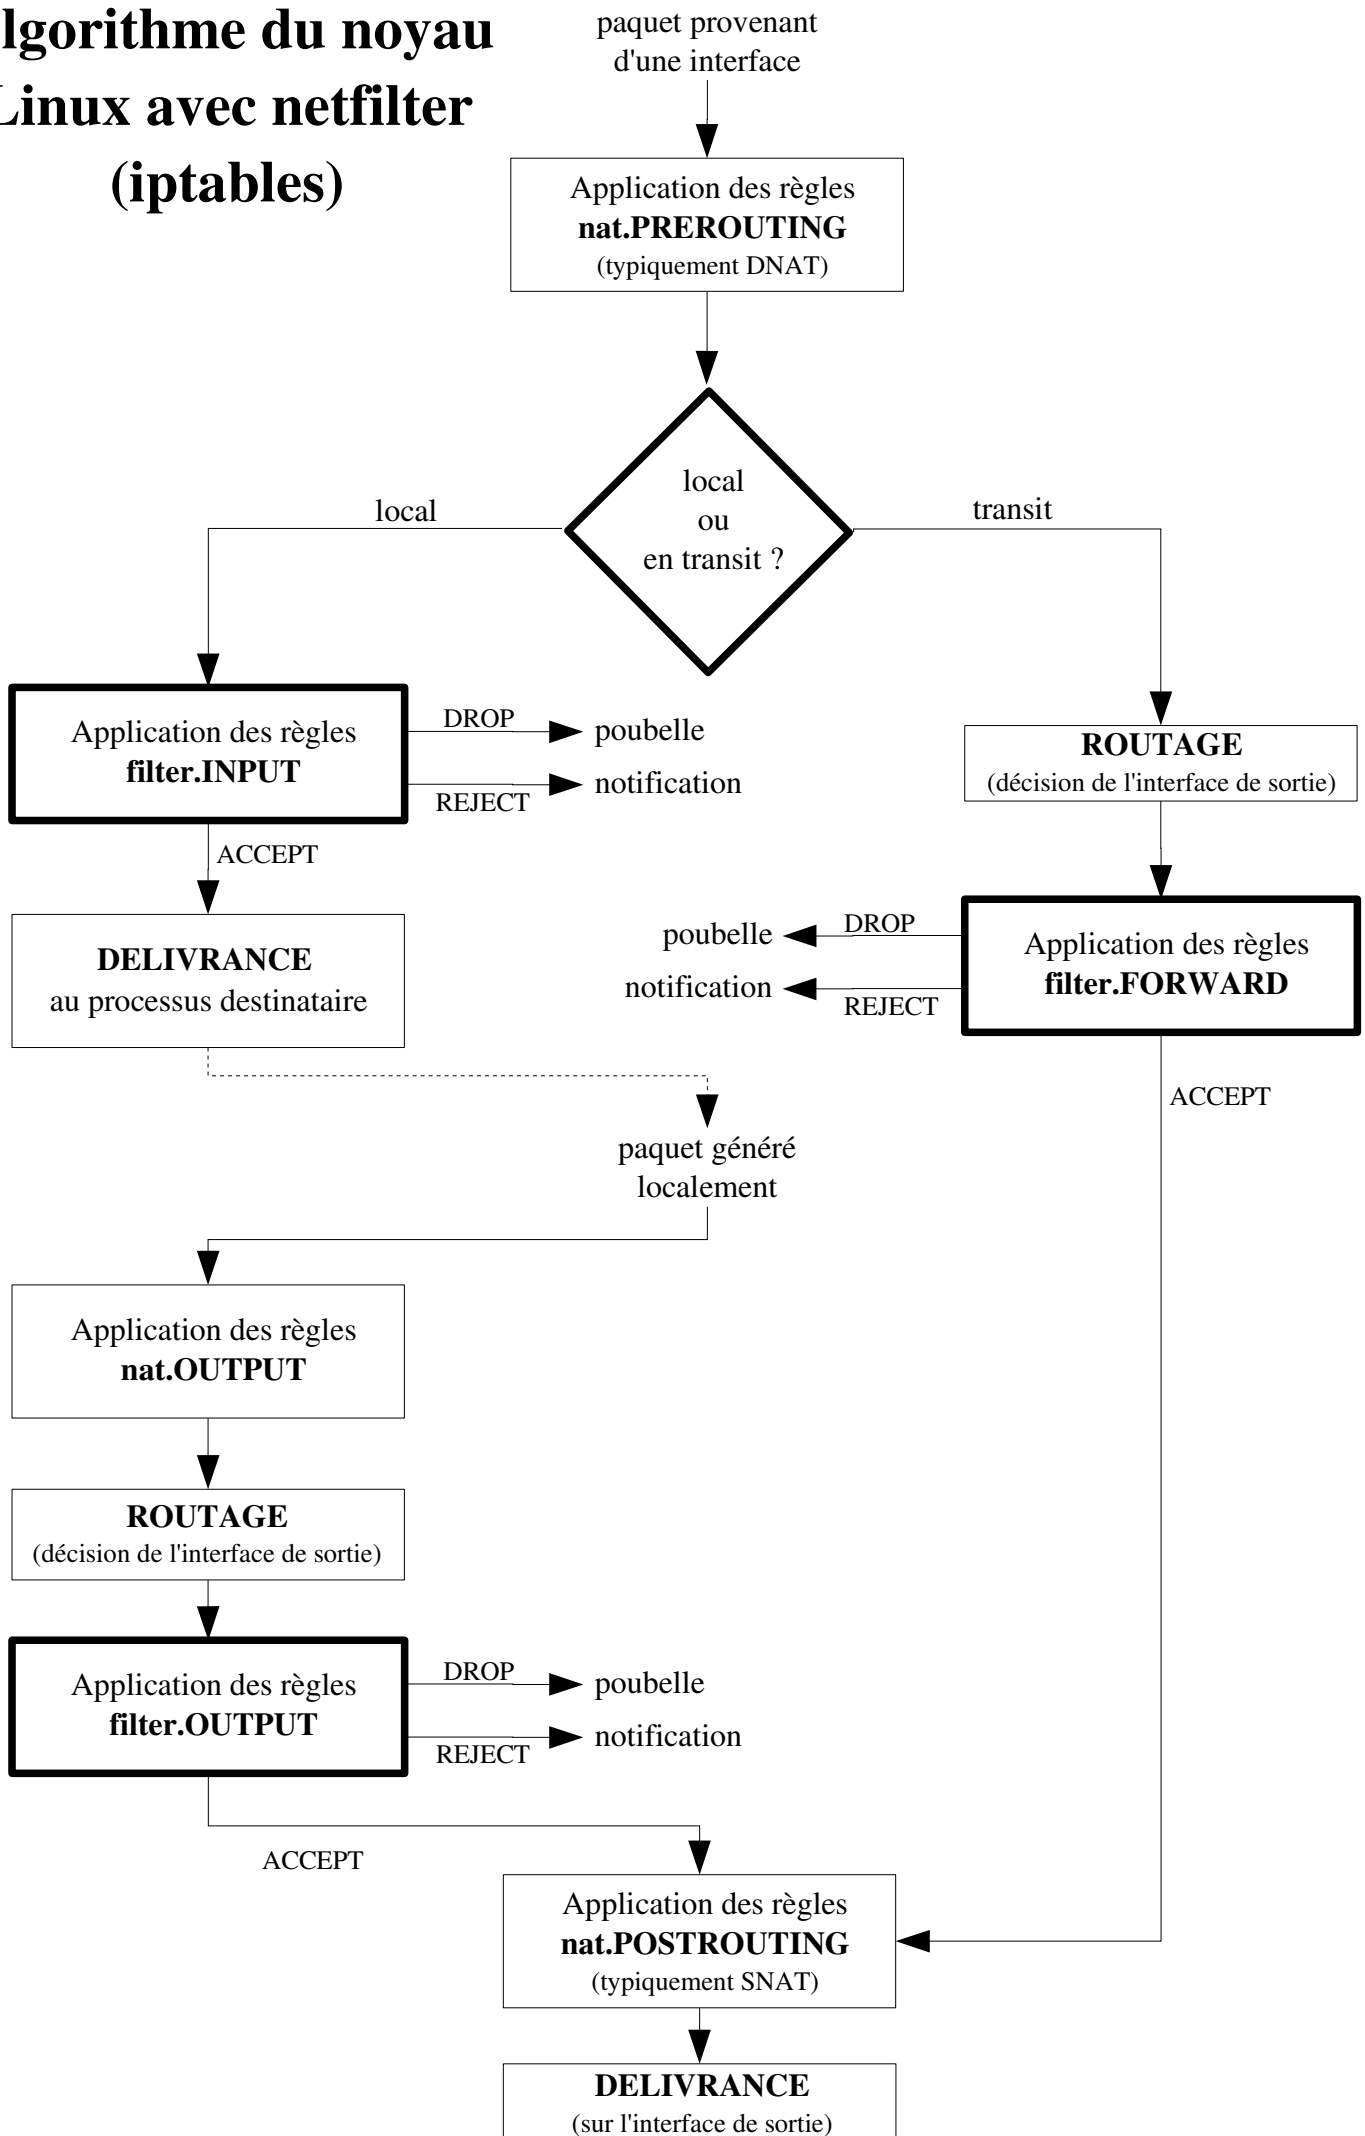 lgorithme du noyau
Linux avec netfilter
(iptables)
paquet provenant
d'une interface
Application des règles
nat.PREROUTING
(typiquement DNAT)
local
ou
en transit ?
local
transit
Application des règles
filter.INPUT
DROP
poubelle
REJECT
notification
ACCEPT
ROUTAGE
(décision de l'interface de sortie)
DELIVRANCE
au processus destinataire
Application des règles
filter.FORWARD
DROP
poubelle
REJECT
notification
ACCEPT
paquet généré
localement
Application des règles
nat.OUTPUT
ROUTAGE
(décision de l'interface de sortie)
Application des règles
filter.OUTPUT
DROP
poubelle
REJECT
notification
ACCEPT
Application des règles
nat.POSTROUTING
(typiquement SNAT)
DELIVRANCE
(sur l'interface de sortie)